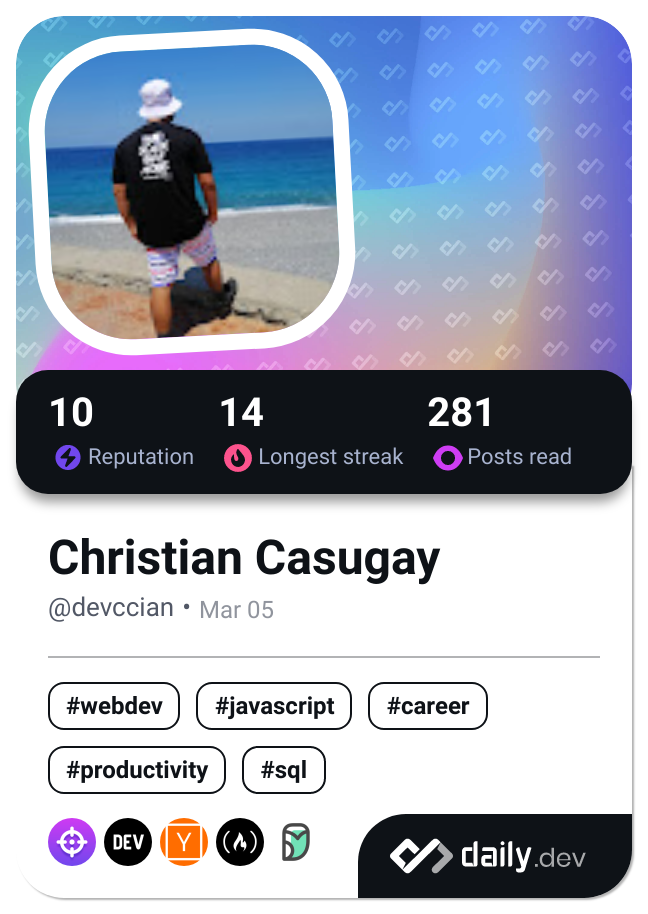 10 14 281
Reputation Longest streak Posts read
Christian Casugay
@devccian • Mar 05
#webdev #javascript #career
#productivity #sql
DEV Y
daily.dev